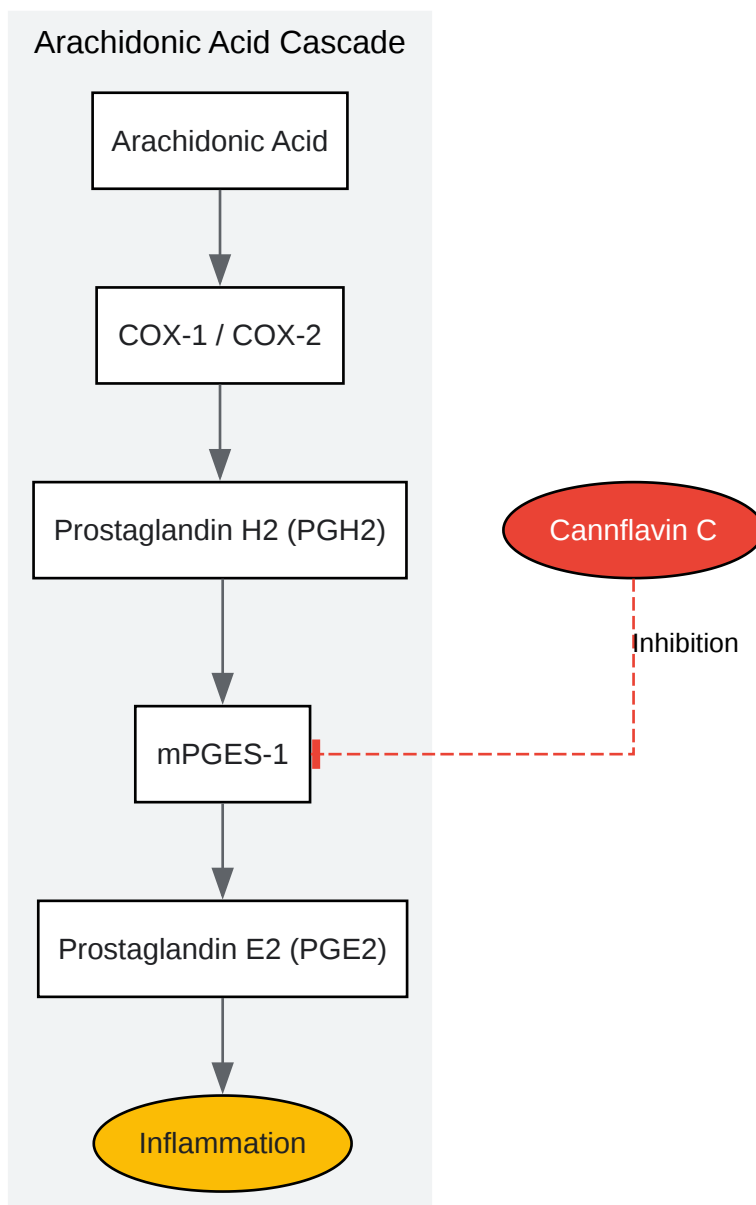 Arachidonic Acid Cascade
Arachidonic Acid
COX-1 / COX-2
Prostaglandin H2 (PGH2)
Cannflavin C
Inhibition
mPGES-1
Prostaglandin E2 (PGE2)
Inflammation